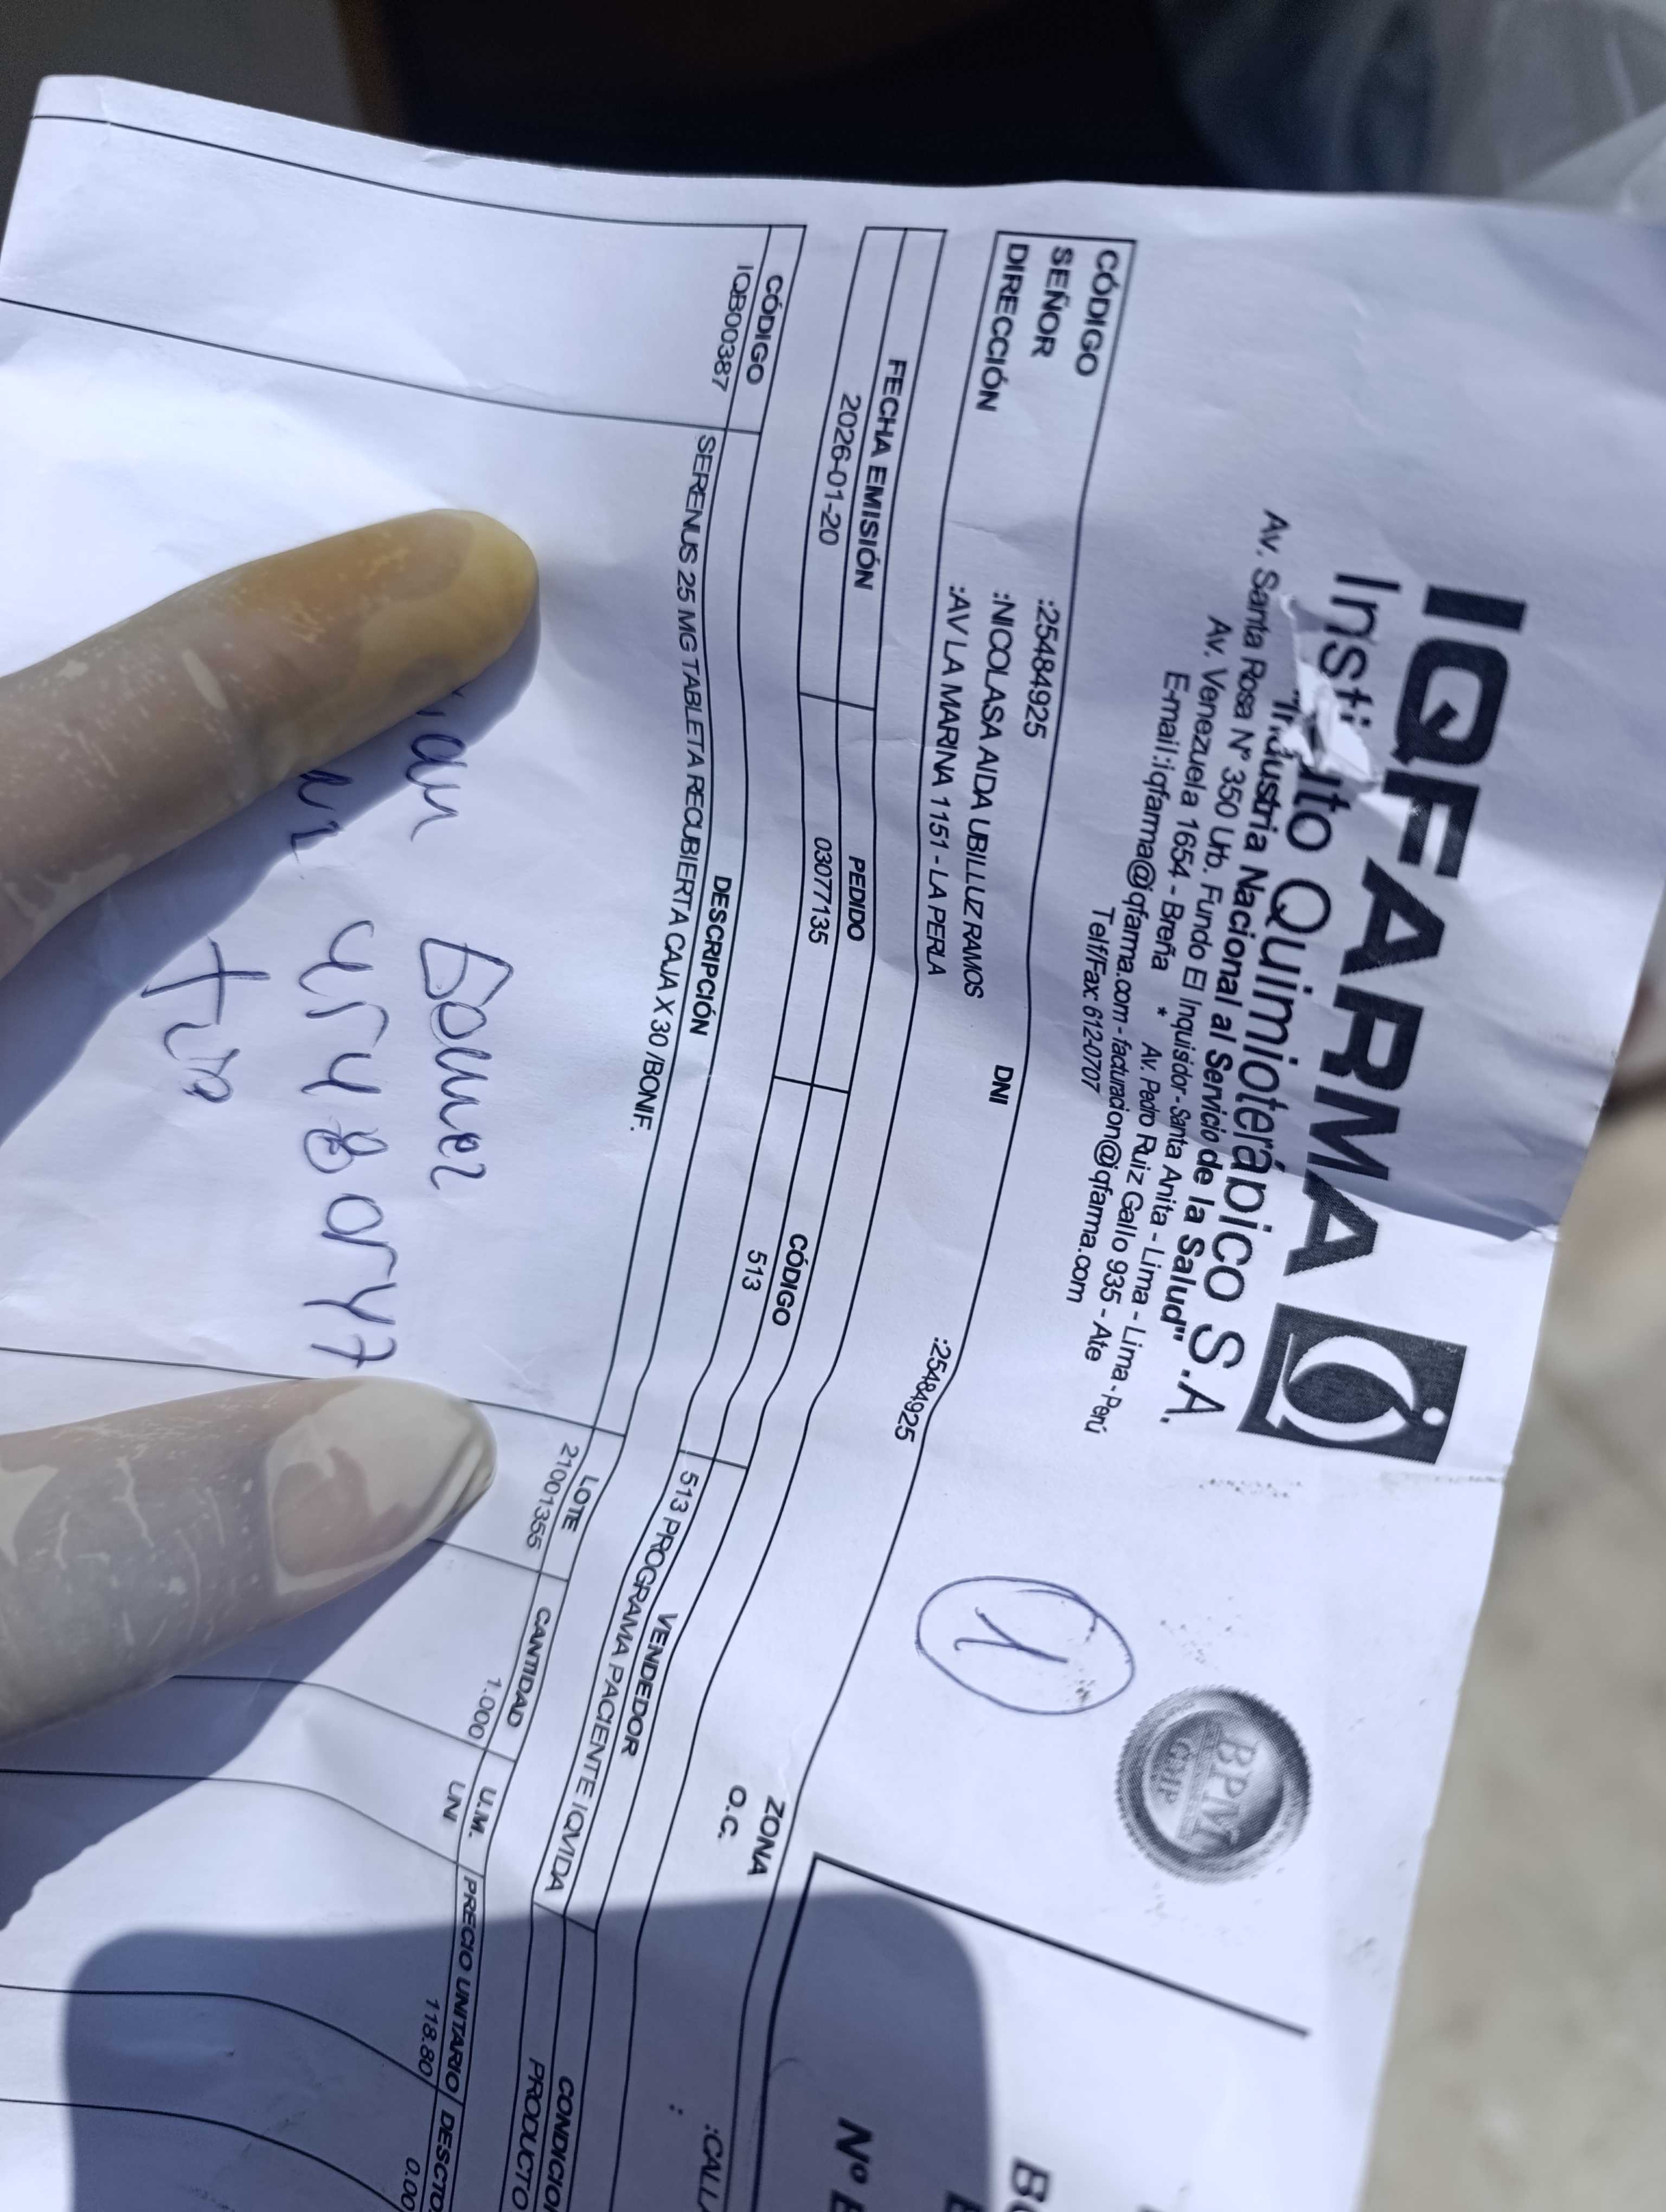 IQFARMA
Instituto Quimioterápico S.A.
"Industria Nacional al Servicio de la Salud"
Av. Santa Rosa N° 350 Urb. Fundo El Inquisidor - Santa Anita - Lima - Lima - Perú
Av. Venezuela 1654 - Breña * Av. Pedro Ruiz Gallo 935 - Ate
E-mail:iqfarma@iqfarma.com - facturacion@iqfarma.com
Telf/Fax 612-0707
BPM
GMP
1
CÓDIGO :25484925
SEÑOR :NICOLASA AIDA UBILLUZ RAMOS DNI :25484925
DIRECCIÓN :AV LA MARINA 1151 - LA PERLA
ZONA :CALL
O.C. :
FECHA EMISIÓN PEDIDO CÓDIGO VENDEDOR CONDICIO
2026-01-20 03077135 513 513 PROGRAMA PACIENTE IQVIDA PRODUCTO
CÓDIGO DESCRIPCIÓN LOTE CANTIDAD U.M. PRECIO UNITARIO DESCTO.
IQB00387 SERENUS 25 MG TABLETA RECUBIERTA CAJA X 30 /BONIF. 21001355 1.000 UN 118.80 0.00
Nº